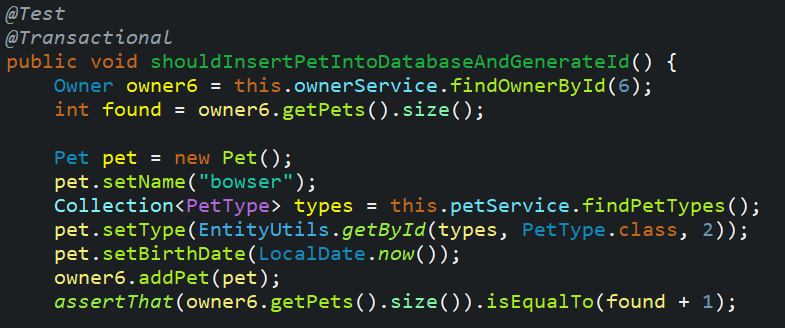 @Test
@Transactional
public void shouldInsertPetIntoDatabaseAndGenerateId() {
    Owner owner6 = this.ownerService.findOwnerById(6);
    int found = owner6.getPets().size();

    Pet pet = new Pet();
    pet.setName("bowser");
    Collection<PetType> types = this.petService.findPetTypes();
    pet.setType(EntityUtils.getById(types, PetType.class, 2));
    pet.setBirthDate(LocalDate.now());
    owner6.addPet(pet);
    assertThat(owner6.getPets().size()).isEqualTo(found + 1);